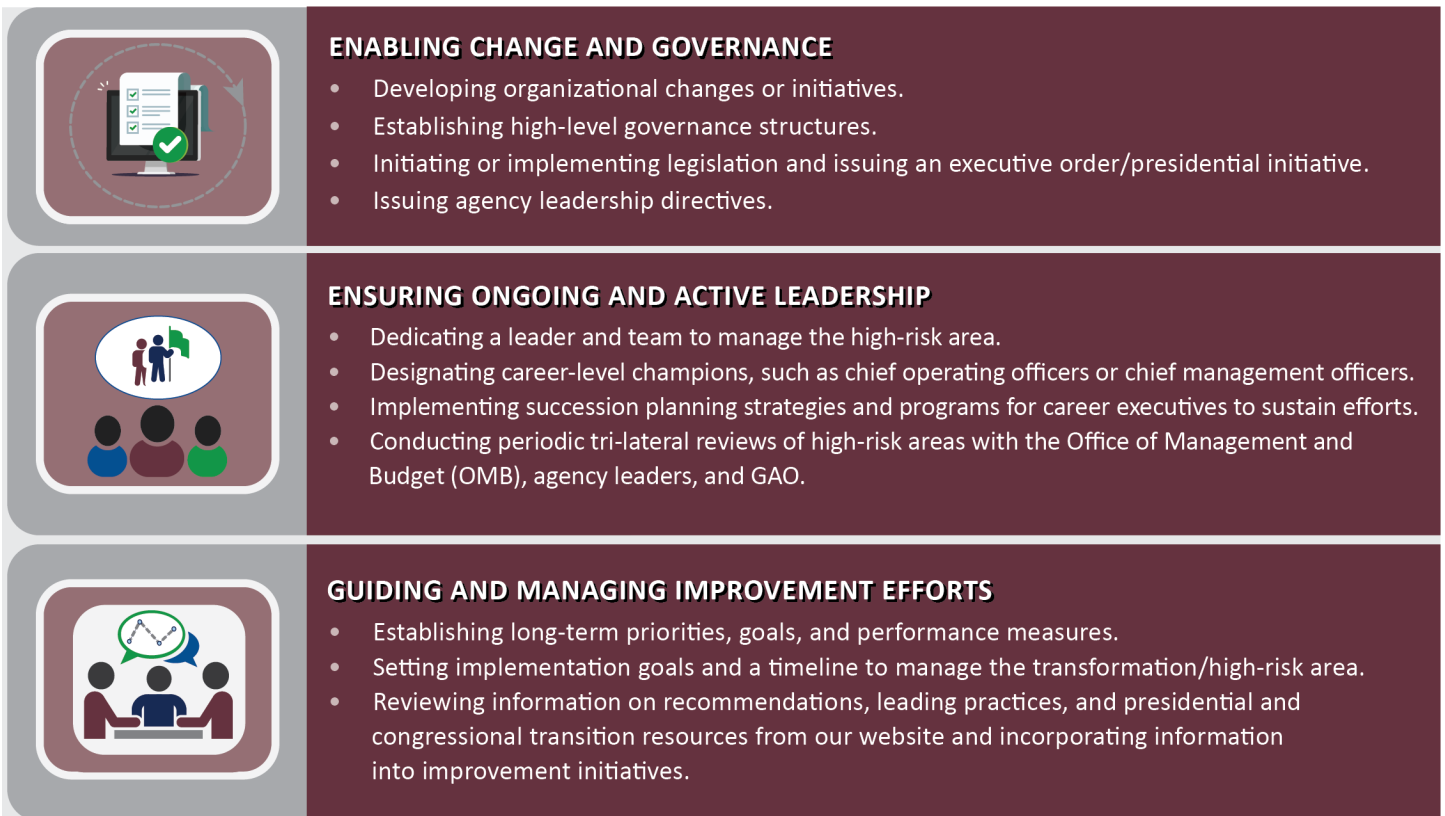 ENABLING CHANGE AND GOVERNANCE
• Developing organizational changes or initiatives.
• Establishing high-level governance structures.
• Initiating or implementing legislation and issuing an executive order/presidential initiative.
• Issuing agency leadership directives.
ENSURING ONGOING AND ACTIVE LEADERSHIP
• Dedicating a leader and team to manage the high-risk area.
• Designating career-level champions, such as chief operating officers or chief management officers.
• Implementing succession planning strategies and programs for career executives to sustain efforts.
• Conducting periodic tri-lateral reviews of high-risk areas with the Office of Management and
Budget (OMB), agency leaders, and GAO.
GUIDING AND MANAGING IMPROVEMENT EFFORTS
• Establishing long-term priorities, goals, and performance measures.
• Setting implementation goals and a timeline to manage the transformation/high-risk area.
• Reviewing information on recommendations, leading practices, and presidential and
congressional transition resources from our website and incorporating information
into improvement initiatives.